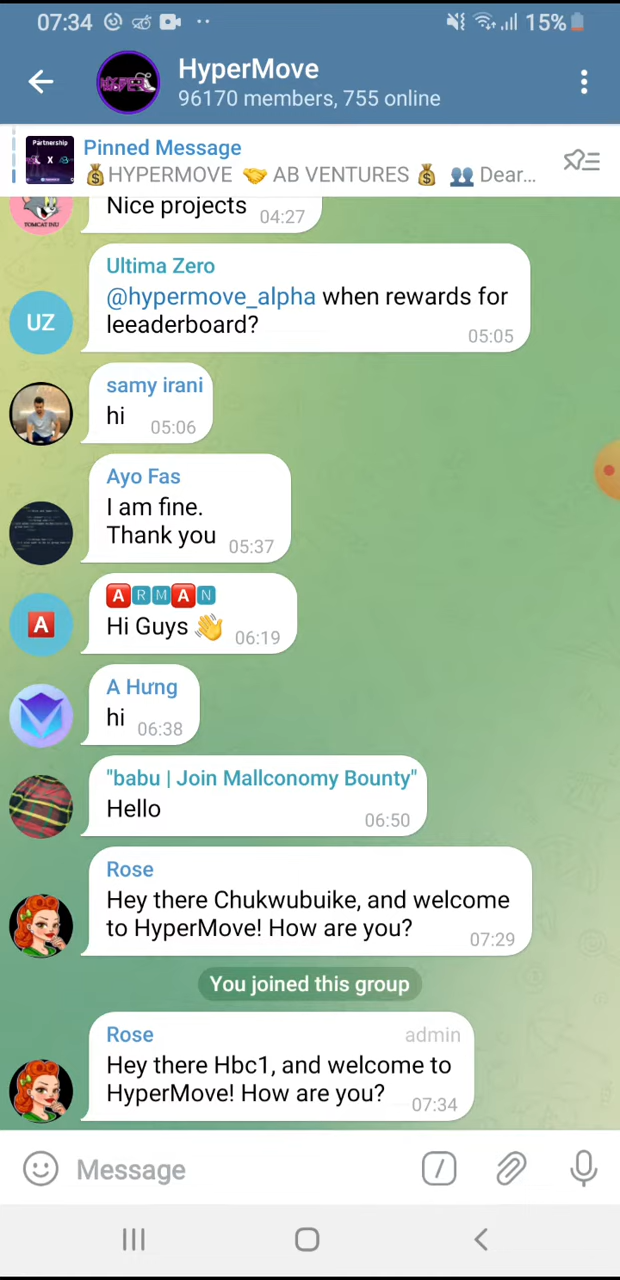 07:34
15%
HyperMove
96170 members, 755 online
Pinned Message
💰HYPERMOVE 🤝 AB VENTURES 💰 👥 Dear...
Partnership
X
TOMCAT INU
Nice projects 04:27
Ultima Zero
@hypermove_alpha when rewards for
leeaderboard?
05:05
UZ
samy irani
hi 05:06
Ayo Fas
I am fine.
Thank you 05:37
🅰🆁🅼🅰🅽
A
Hi Guys 👋 06:19
A Hưng
hi 06:38
"babu | Join Mallconomy Bounty"
Hello
06:50
Rose
Hey there Chukwubuike, and welcome
to HyperMove! How are you?
07:29
You joined this group
Rose admin
Hey there Hbc1, and welcome to
HyperMove! How are you? 07:34
Message